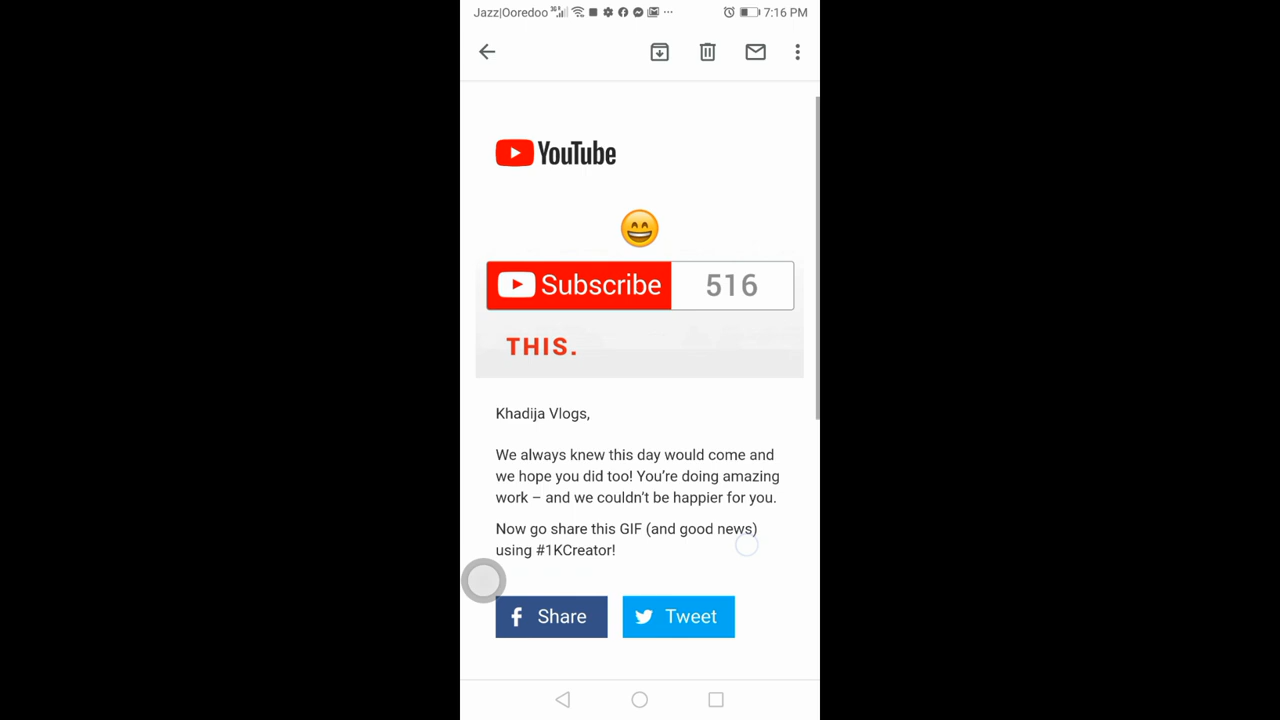 Jazz|Ooredoo
7:16 PM
YouTube
Subscribe 516
THIS.
Khadija Vlogs,
We always knew this day would come and
we hope you did too! You’re doing amazing
work – and we couldn’t be happier for you.
Now go share this GIF (and good news)
using #1KCreator!
Share
Tweet